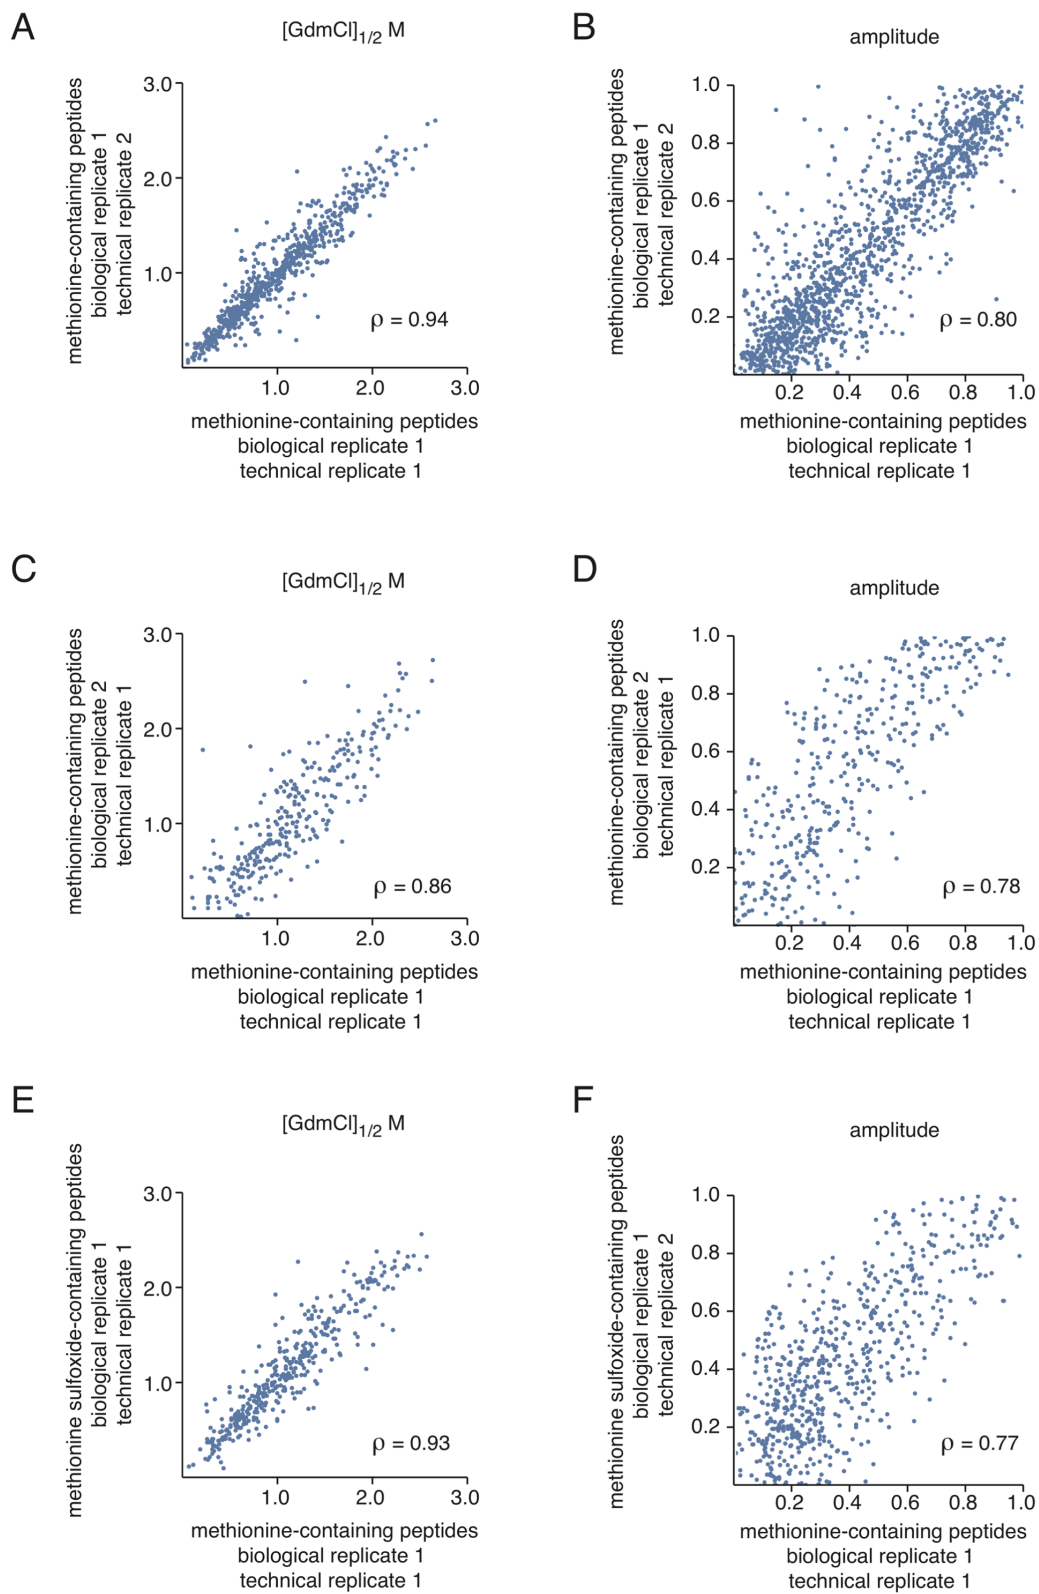 A
[GdmCl]1/2 M
methionine-containing peptides
biological replicate 1
technical replicate 2
3.0
2.0
1.0
ρ = 0.94
1.0 2.0 3.0
methionine-containing peptides
biological replicate 1
technical replicate 1
B
amplitude
methionine-containing peptides
biological replicate 1
technical replicate 2
1.0
0.8
0.6
0.4
0.2
ρ = 0.80
0.2 0.4 0.6 0.8 1.0
methionine-containing peptides
biological replicate 1
technical replicate 1
C
[GdmCl]1/2 M
methionine-containing peptides
biological replicate 2
technical replicate 1
3.0
2.0
1.0
ρ = 0.86
1.0 2.0 3.0
methionine-containing peptides
biological replicate 1
technical replicate 1
D
amplitude
methionine-containing peptides
biological replicate 2
technical replicate 1
1.0
0.8
0.6
0.4
0.2
ρ = 0.78
0.2 0.4 0.6 0.8 1.0
methionine-containing peptides
biological replicate 1
technical replicate 1
E
[GdmCl]1/2 M
methionine sulfoxide-containing peptides
biological replicate 1
technical replicate 1
3.0
2.0
1.0
ρ = 0.93
1.0 2.0 3.0
methionine-containing peptides
biological replicate 1
technical replicate 1
F
amplitude
methionine sulfoxide-containing peptides
biological replicate 1
technical replicate 2
1.0
0.8
0.6
0.4
0.2
ρ = 0.77
0.2 0.4 0.6 0.8 1.0
methionine-containing peptides
biological replicate 1
technical replicate 1